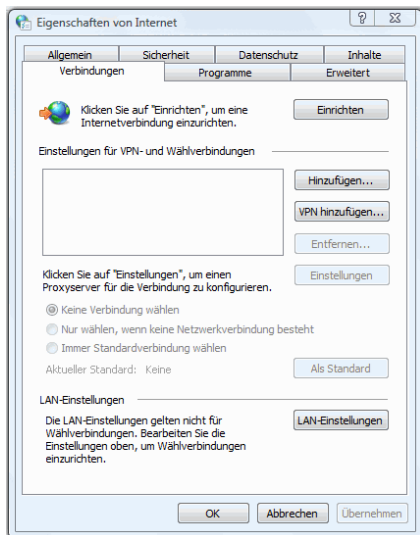 Eigenschaften von Internet
Allgemein Sicherheit Datenschutz Inhalte
Verbindungen Programme Erweitert
Klicken Sie auf "Einrichten", um eine
Internetverbindung einzurichten.
Einrichten
Einstellungen für VPN- und Wählverbindungen
Hinzufügen...
VPN hinzufügen...
Entfernen...
Klicken Sie auf "Einstellungen", um einen
Proxyserver für die Verbindung zu konfigurieren.
Einstellungen
Keine Verbindung wählen
Nur wählen, wenn keine Netzwerkverbindung besteht
Immer Standardverbindung wählen
Aktueller Standard: Keine Als Standard
LAN-Einstellungen
Die LAN-Einstellungen gelten nicht für
Wählverbindungen. Bearbeiten Sie die
Einstellungen oben, um Wählverbindungen
einzurichten.
LAN-Einstellungen
OK Abbrechen Übernehmen